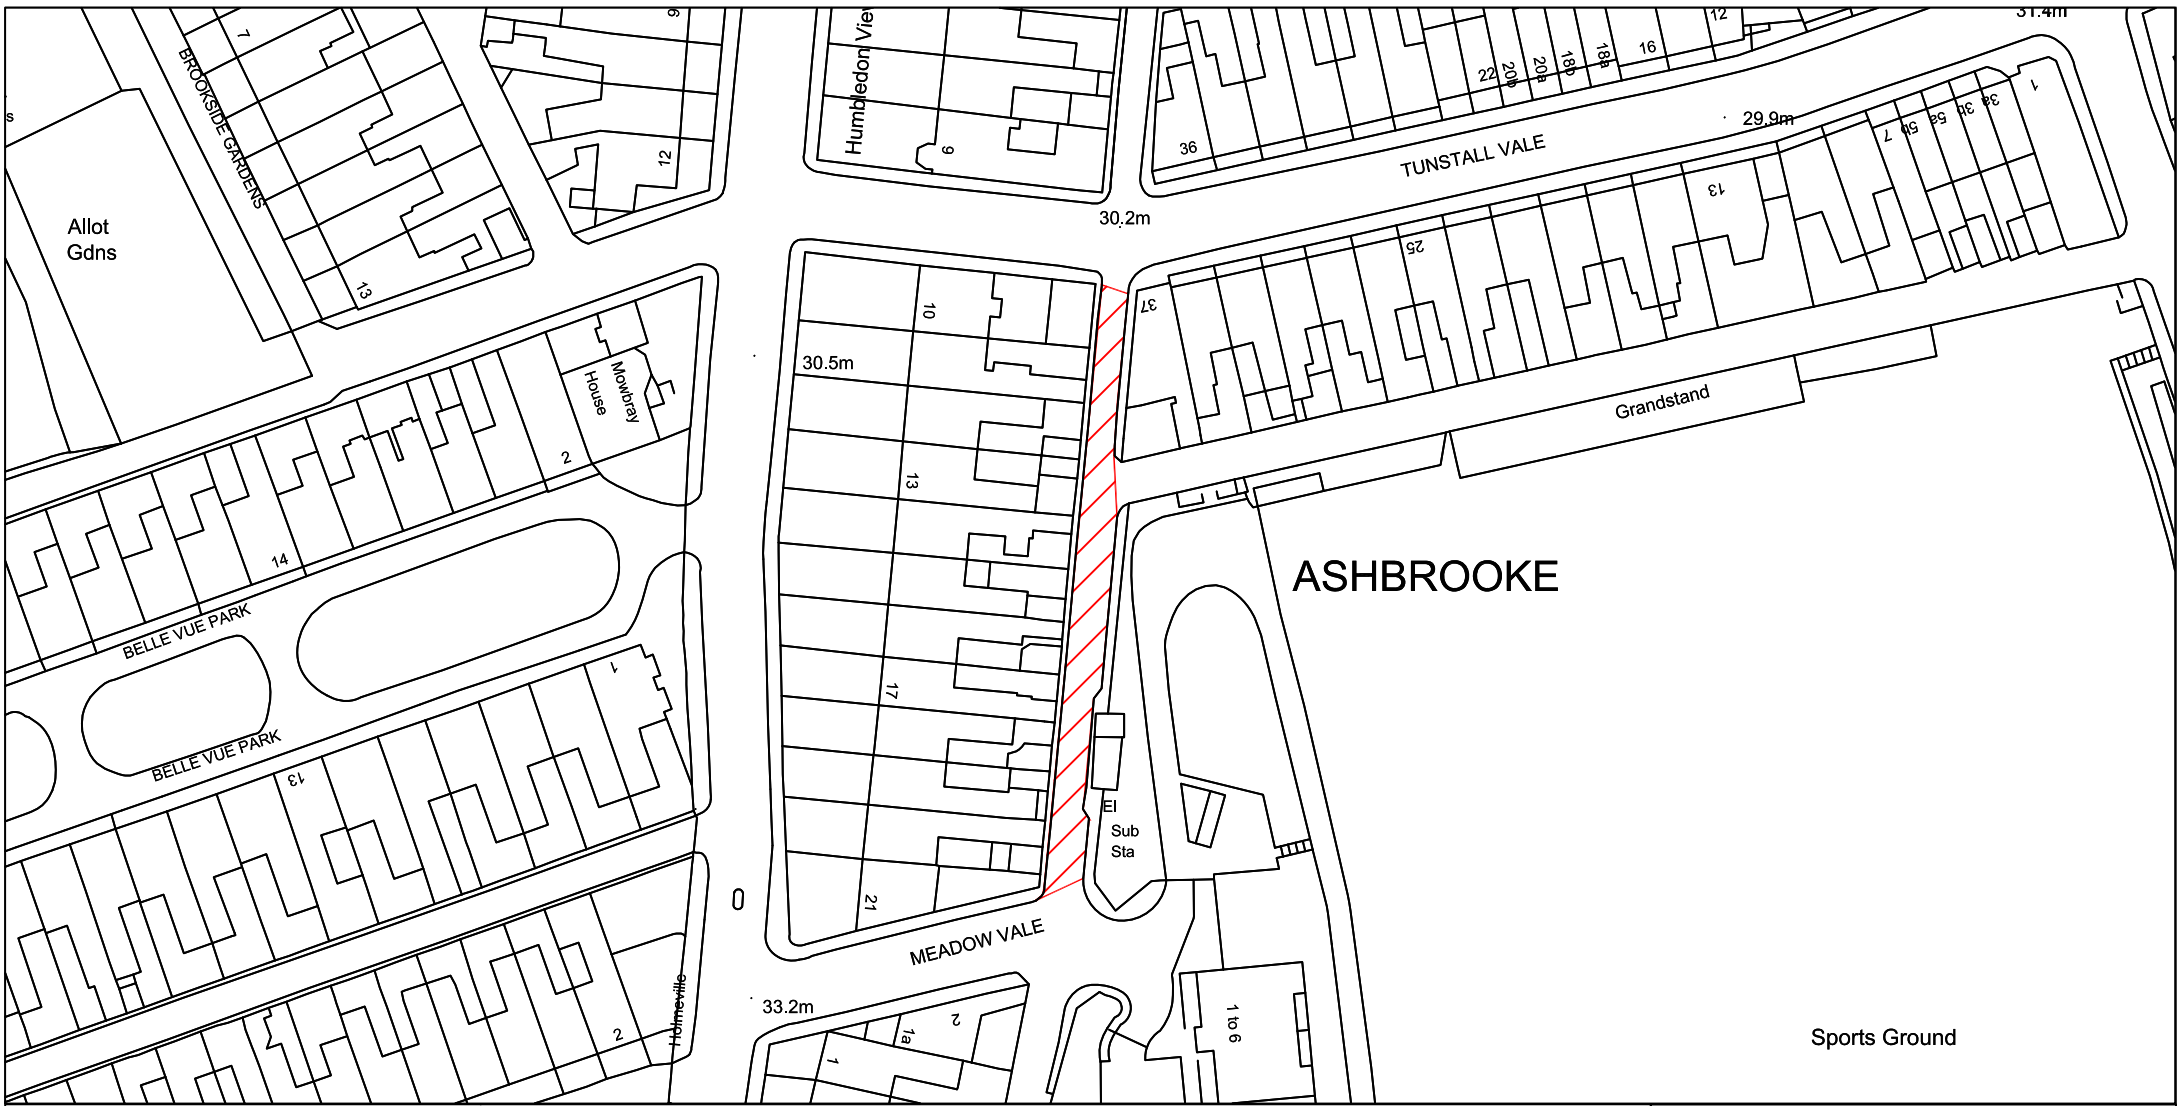 31.4m
12
16
18a
18b
20a
20b
22
36
TUNSTALL VALE
29.9m
1
3a
3b
5a
5b
7
13
25
37
30.2m
9
7
BROOKSIDE GARDENS
13
12
Humbledon View
9
s
Allot
Gdns
Mowbray
House
2
14
BELLE VUE PARK
BELLE VUE PARK
1
13
30.5m
10
13
17
21
Grandstand
ASHBROOKE
El
Sub
Sta
MEADOW VALE
33.2m
Holmeville
2
1
1a
2
1 to 6
Sports Ground